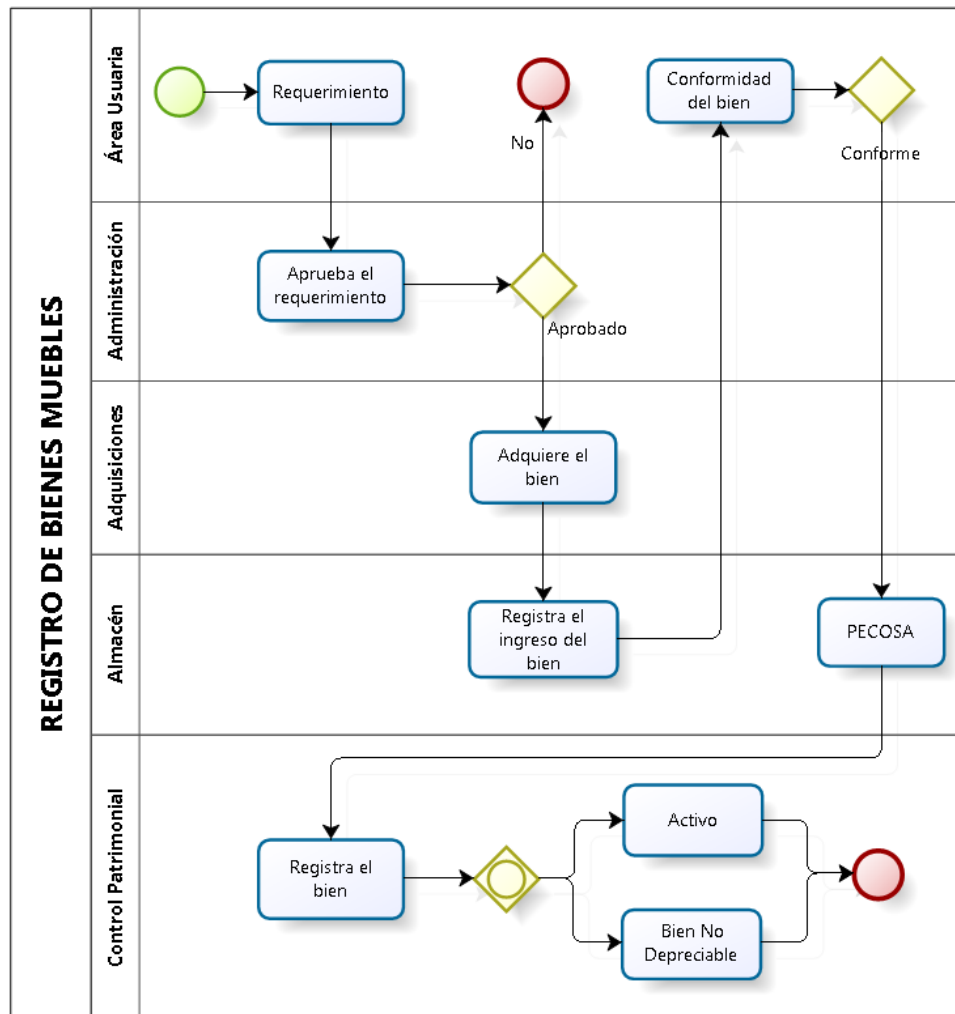 REGISTRO DE BIENES MUEBLES
Área Usuaria
Requerimiento
No
Conformidad
del bien
Conforme
Administración
Aprueba el
requerimiento
Aprobado
Adquisiciones
Adquiere el
bien
Almacén
Registra el
ingreso del
bien
PECOSA
Control Patrimonial
Registra el
bien
Activo
Bien No
Depreciable